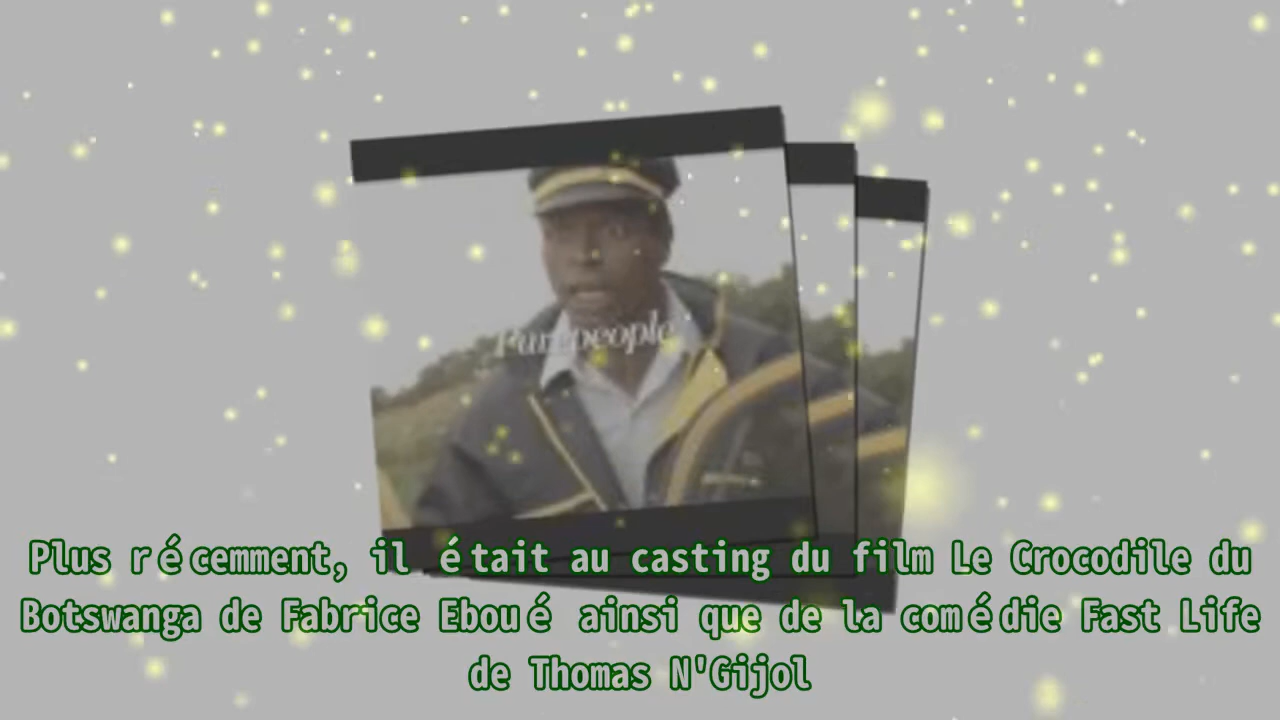 Purepeople
Plus récemment, il était au casting du film Le Crocodile du
Botswanga de Fabrice Eboué ainsi que de la comédie Fast Life
de Thomas N'Gijol